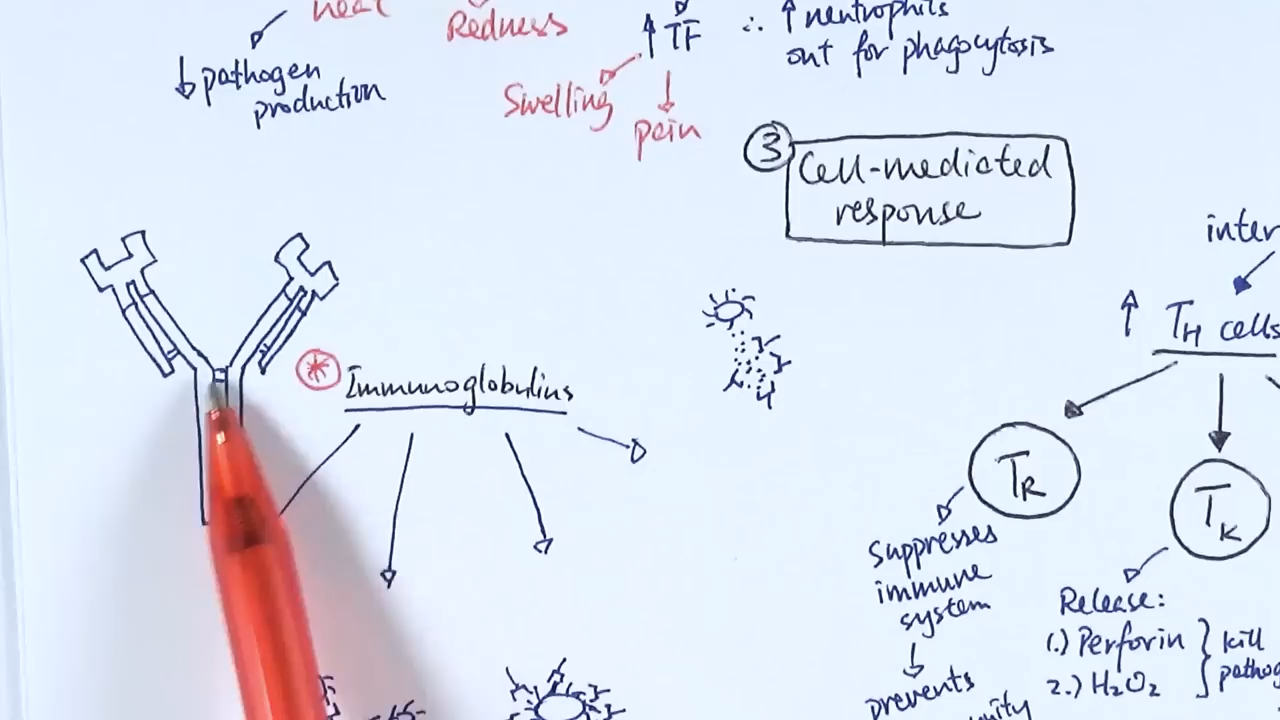 heat
Redness
↑ TF
∴ ↑ neutrophils
out for phagocytosis
↓ pathogen
production
Swelling
pain
③ Cell-mediated
response
inter
↑ TH cells
* Immunoglobulins
TR
TK
Suppresses
immune
system
↓
prevents
Release:
1.) Perforin
2.) H2O2
} kill